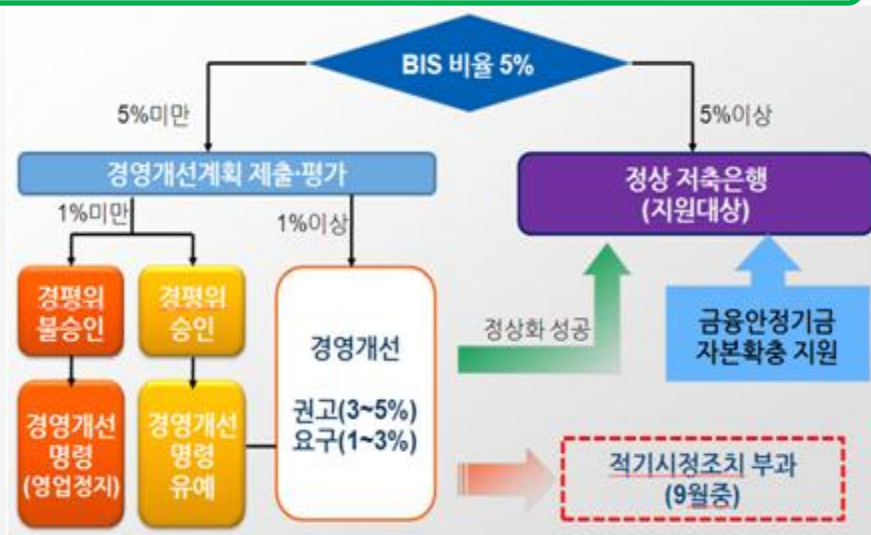 BIS 비율 5%
5%미만
5%이상
경영개선계획 제출·평가
정상 저축은행
(지원대상)
1%미만
1%이상
경평위
불승인
경평위
승인
경영개선
권고(3~5%)
요구(1~3%)
정상화 성공
금융안정기금
자본확충 지원
경영개선
명령
(영업정지)
경영개선
명령
유예
적기시정조치 부과
(9월중)